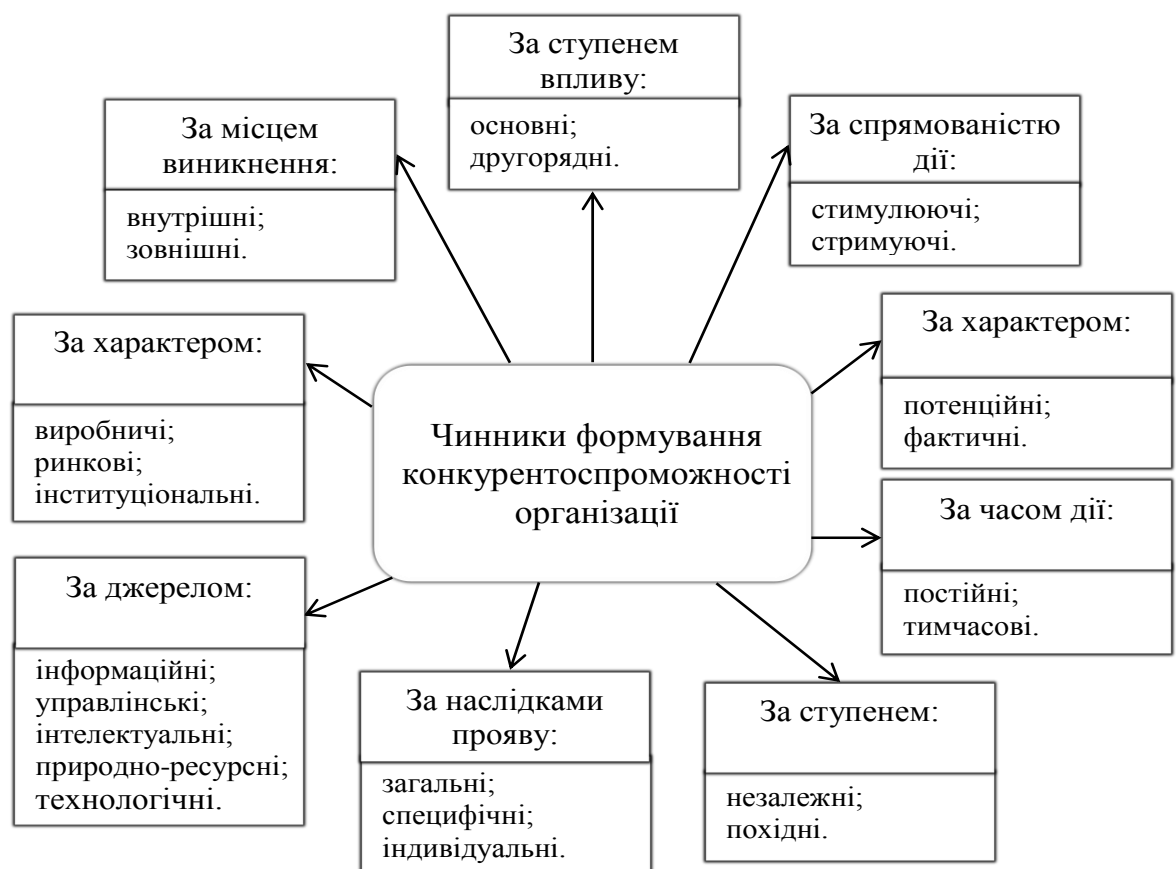 За ступенем
впливу:
основні;
другорядні.
За місцем
виникнення:
внутрішні;
зовнішні.
За спрямованістю
дії:
стимулюючі;
стримуючі.
За характером:
виробничі;
ринкові;
інституціональні.
За характером:
потенційні;
фактичні.
Чинники формування
конкурентоспроможності
організації
За часом дії:
постійні;
тимчасові.
За джерелом:
інформаційні;
управлінські;
інтелектуальні;
природно-ресурсні;
технологічні.
За наслідками
прояву:
загальні;
специфічні;
індивідуальні.
За ступенем:
незалежні;
похідні.